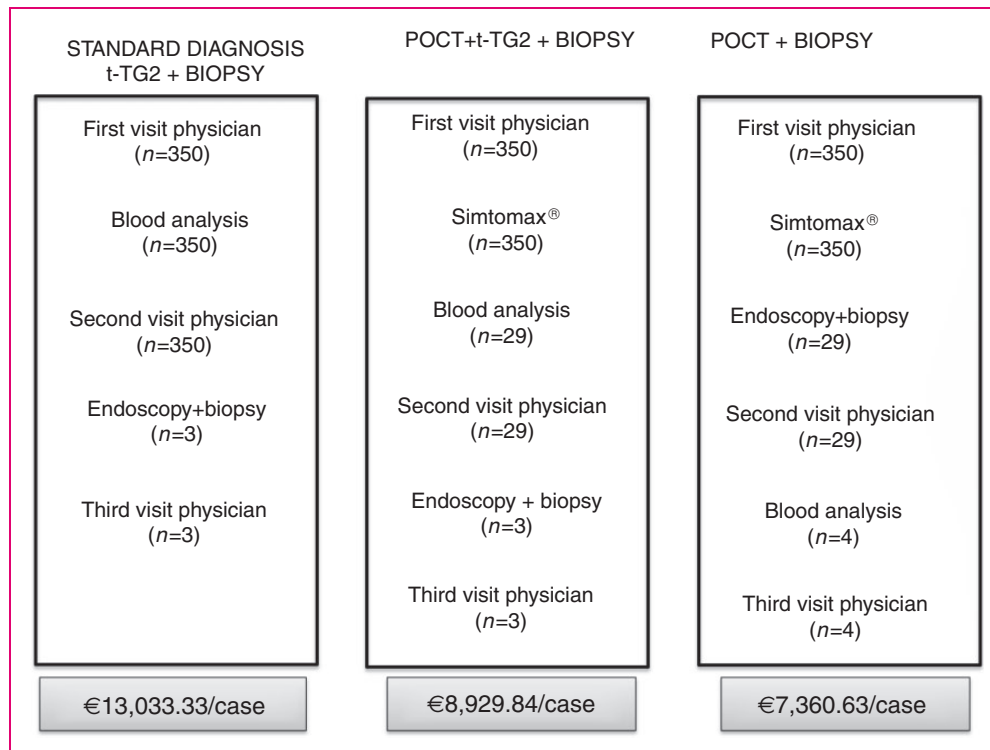 STANDARD DIAGNOSIS
t-TG2 + BIOPSY
First visit physician
(n=350)
Blood analysis
(n=350)
Second visit physician
(n=350)
Endoscopy+biopsy
(n=3)
Third visit physician
(n=3)
€13,033.33/case
POCT+t-TG2 + BIOPSY
First visit physician
(n=350)
Simtomax®
(n=350)
Blood analysis
(n=29)
Second visit physician
(n=29)
Endoscopy + biopsy
(n=3)
Third visit physician
(n=3)
€8,929.84/case
POCT + BIOPSY
First visit physician
(n=350)
Simtomax®
(n=350)
Endoscopy+biopsy
(n=29)
Second visit physician
(n=29)
Blood analysis
(n=4)
Third visit physician
(n=4)
€7,360.63/case